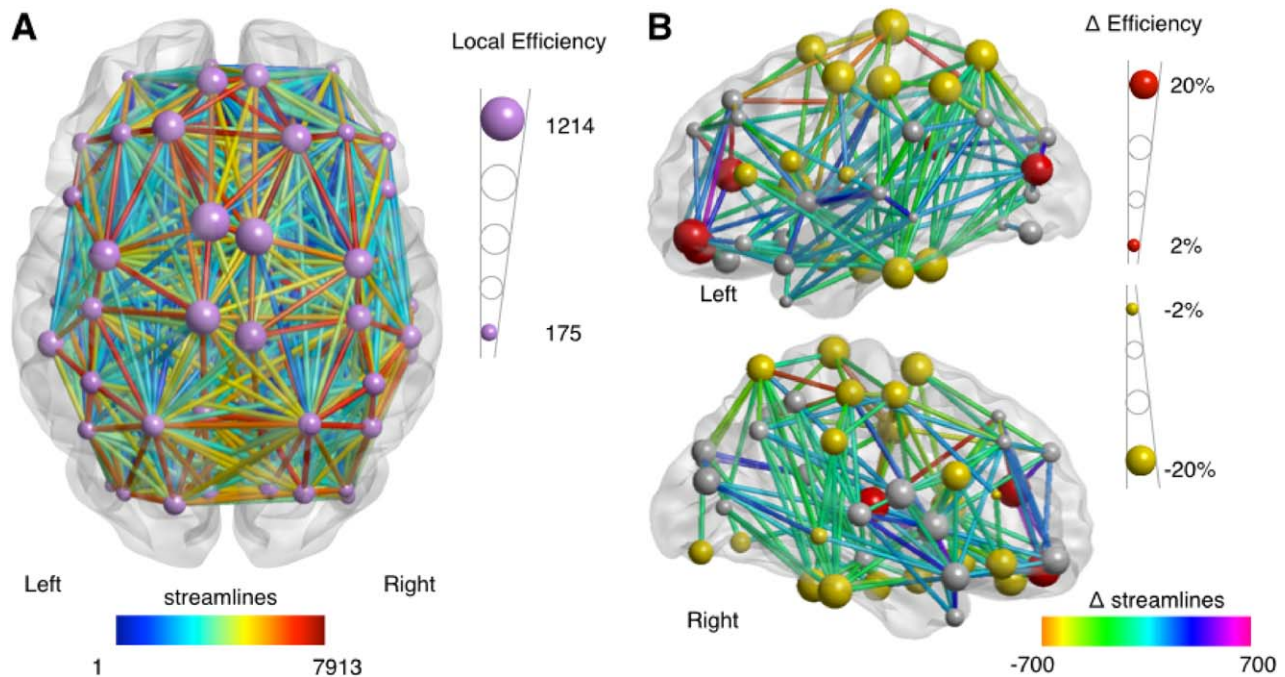 A
Local Efficiency
1214
175
Left
Right
streamlines
1
7913
B
Δ Efficiency
20%
2%
-2%
-20%
Left
Right
Δ streamlines
-700
700